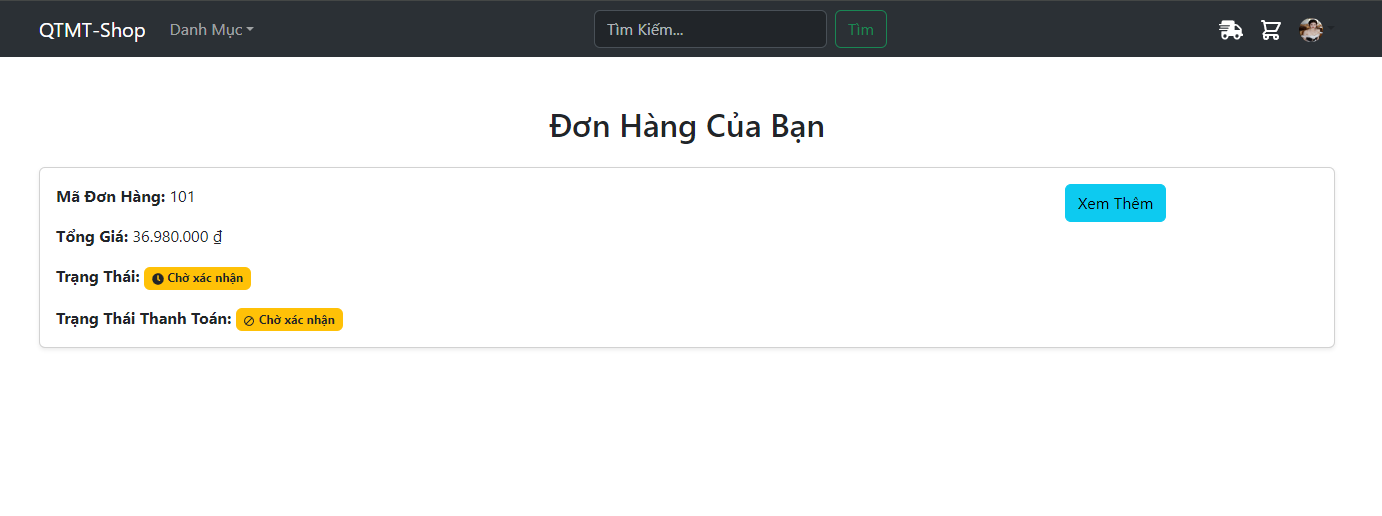 QTMT-Shop Danh Mục Tìm Kiếm... Tìm
Đơn Hàng Của Bạn
Mã Đơn Hàng: 101 Xem Thêm
Tổng Giá: 36.980.000 ₫
Trạng Thái: Chờ xác nhận
Trạng Thái Thanh Toán: Chờ xác nhận